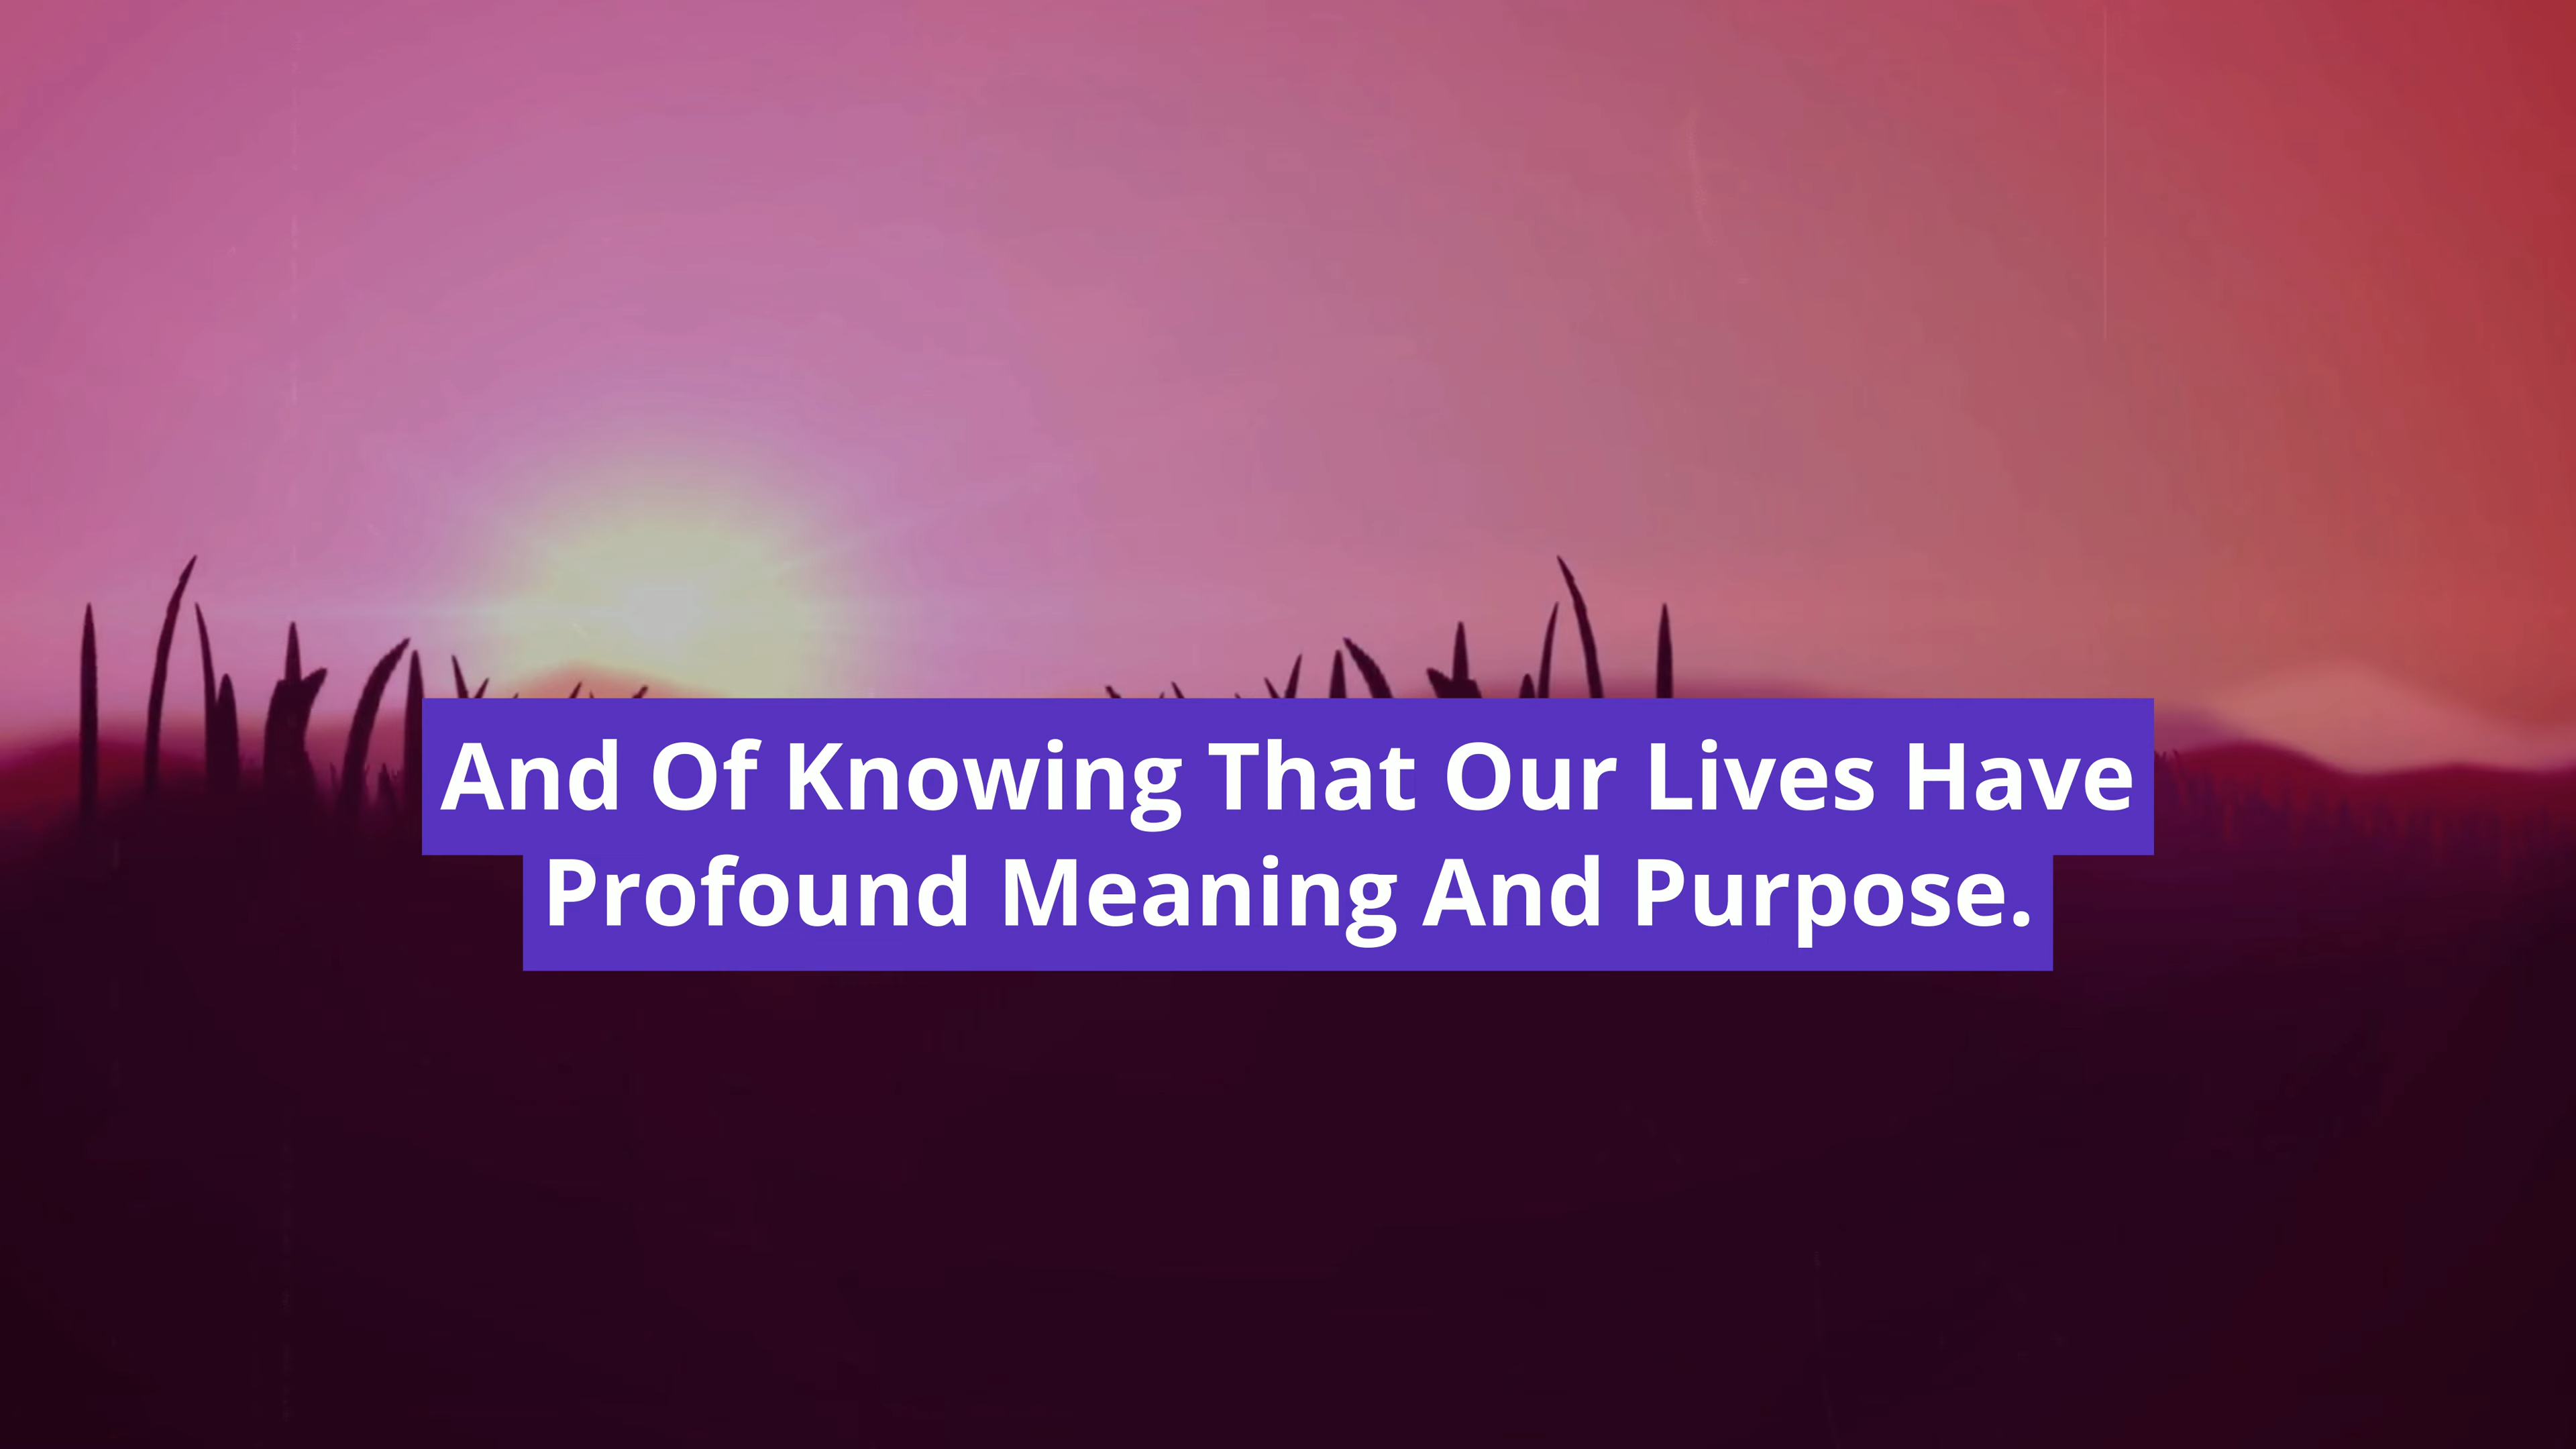 And Of Knowing That Our Lives Have
Profound Meaning And Purpose.